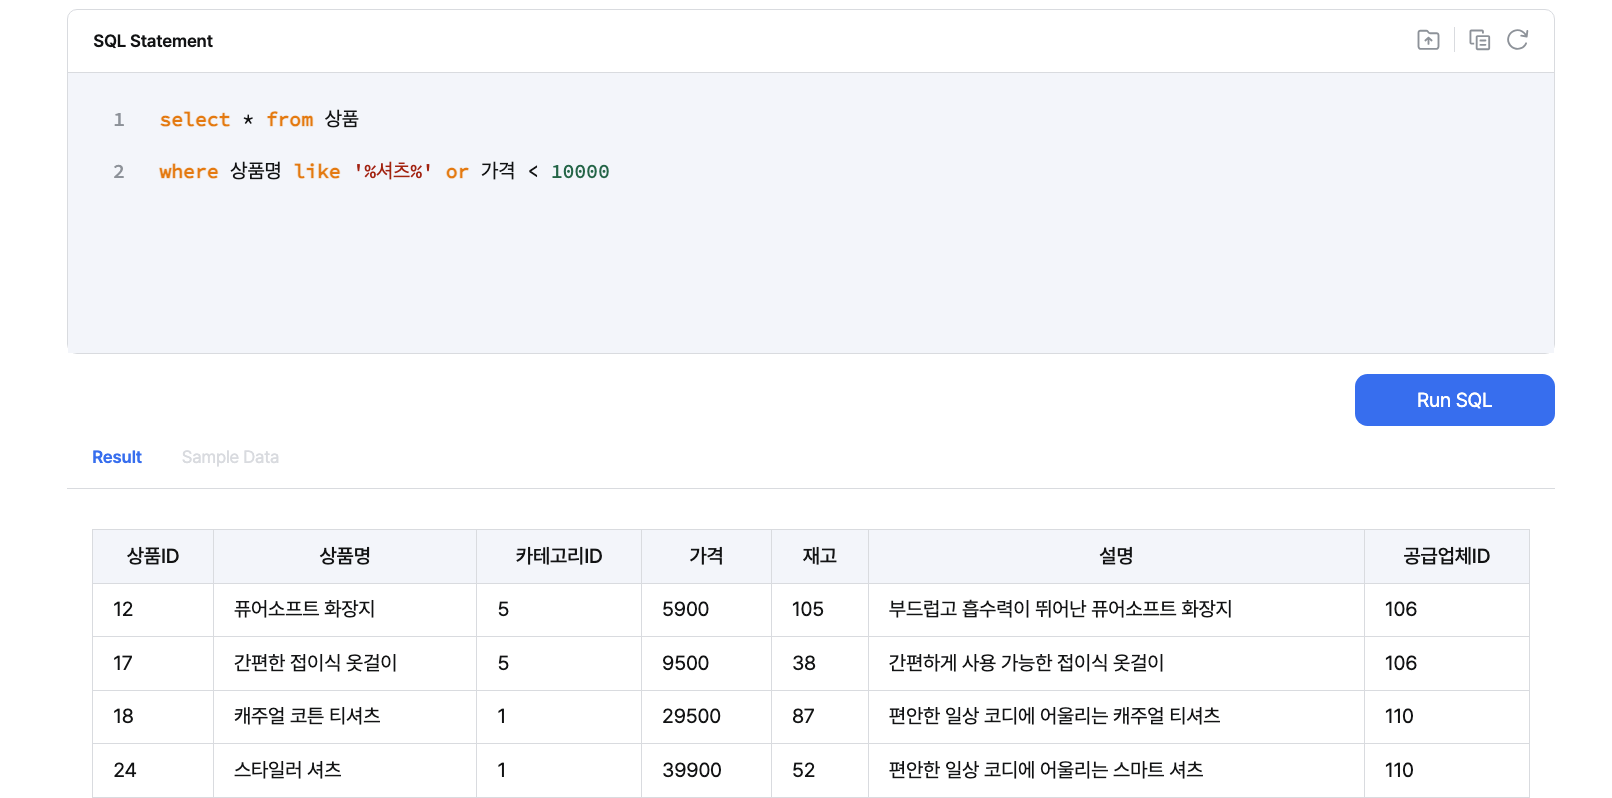 SQL Statement
1 select * from 상품
2 where 상품명 like '%셔츠%' or 가격 < 10000
Run SQL
Result Sample Data
상품ID 상품명 카테고리ID 가격 재고 설명 공급업체ID
12 퓨어소프트 화장지 5 5900 105 부드럽고 흡수력이 뛰어난 퓨어소프트 화장지 106
17 간편한 접이식 옷걸이 5 9500 38 간편하게 사용 가능한 접이식 옷걸이 106
18 캐주얼 코튼 티셔츠 1 29500 87 편안한 일상 코디에 어울리는 캐주얼 티셔츠 110
24 스타일러 셔츠 1 39900 52 편안한 일상 코디에 어울리는 스마트 셔츠 110